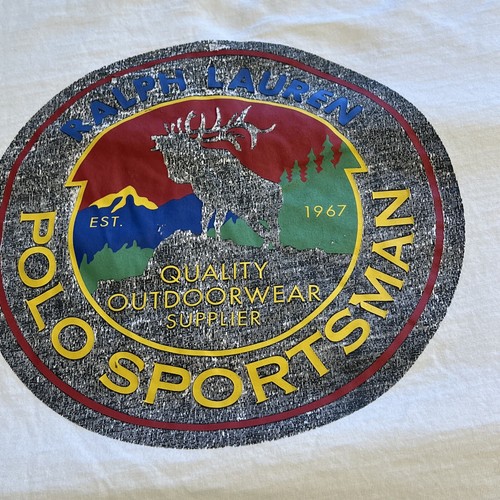 RALPH LAUREN
EST. 1967
QUALITY
OUTDOORWEAR
SUPPLIER
POLO SPORTSMAN